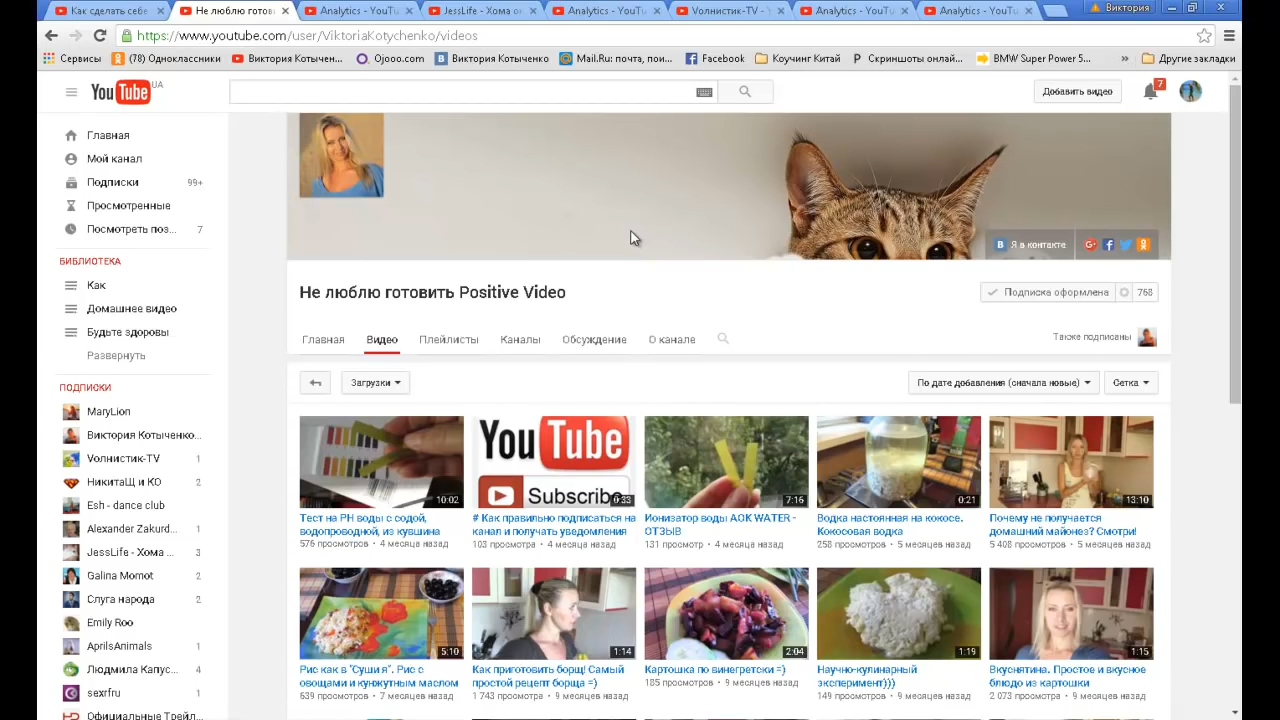 Как сделать себе
Не люблю готов
Analytics - YouTu
JessLife - Хома ок
Analytics - YouTu
Волнистик-TV -
Analytics - YouTu
Analytics - YouTu
Виктория
https://www.youtube.com/user/ViktoriaKotychenko/videos
Сервисы
(78) Одноклассники
Виктория Котычен...
Ojooo.com
Виктория Котыченко
Mail.Ru: почта, пои...
Facebook
Коучинг Китай
Скриншоты онлай...
BMW Super Power 5...
»
Другие закладки
YouTube UA
Добавить видео
7
Главная
Мой канал
Подписки 99+
Просмотренные
Посмотреть поз... 7
БИБЛИОТЕКА
Как
Домашнее видео
Будьте здоровы
Развернуть
ПОДПИСКИ
MaryLion
Виктория Котыченко...
Волнистик-TV 1
НикитаЩ и КО 2
Esh - dance club
Alexander Zakurd... 1
JessLife - Хома ... 3
Galina Momot 2
Слуга народа 2
Emily Roo
AprilsAnimals 1
Людмила Капус... 4
sexrfru
Официальные Трейл...
Я в контакте
Не люблю готовить Positive Video
Подписка оформлена 768
Главная
Видео
Плейлисты
Каналы
Обсуждение
О канале
Также подписаны
Загрузки
По дате добавления (сначала новые)
Сетка
10:02
Тест на PH воды с содой,
водопроводной, из кувшина
576 просмотров • 4 месяца назад
YouTube
Subscribe
0:33
# Как правильно подписаться на
канал и получать уведомления
103 просмотра • 4 месяца назад
7:16
Ионизатор воды AOK WATER -
ОТЗЫВ
131 просмотр • 4 месяца назад
0:21
Водка настоянная на кокосе.
Кокосовая водка
258 просмотров • 5 месяцев назад
13:10
Почему не получается
домашний майонез? Смотри!
5 408 просмотров • 5 месяцев назад
5:10
Рис как в "Суши я". Рис с
овощами и кунжутным маслом
639 просмотров • 7 месяцев назад
1:14
Как приготовить борщ! Самый
простой рецепт борща =)
1 743 просмотра • 9 месяцев назад
2:04
Картошка по винегретски =)
185 просмотров • 9 месяцев назад
1:19
Научно-кулинарный
эксперимент)))
149 просмотров • 9 месяцев назад
1:15
Вкуснятина. Простое и вкусное
блюдо из картошки
2 073 просмотра • 9 месяцев назад